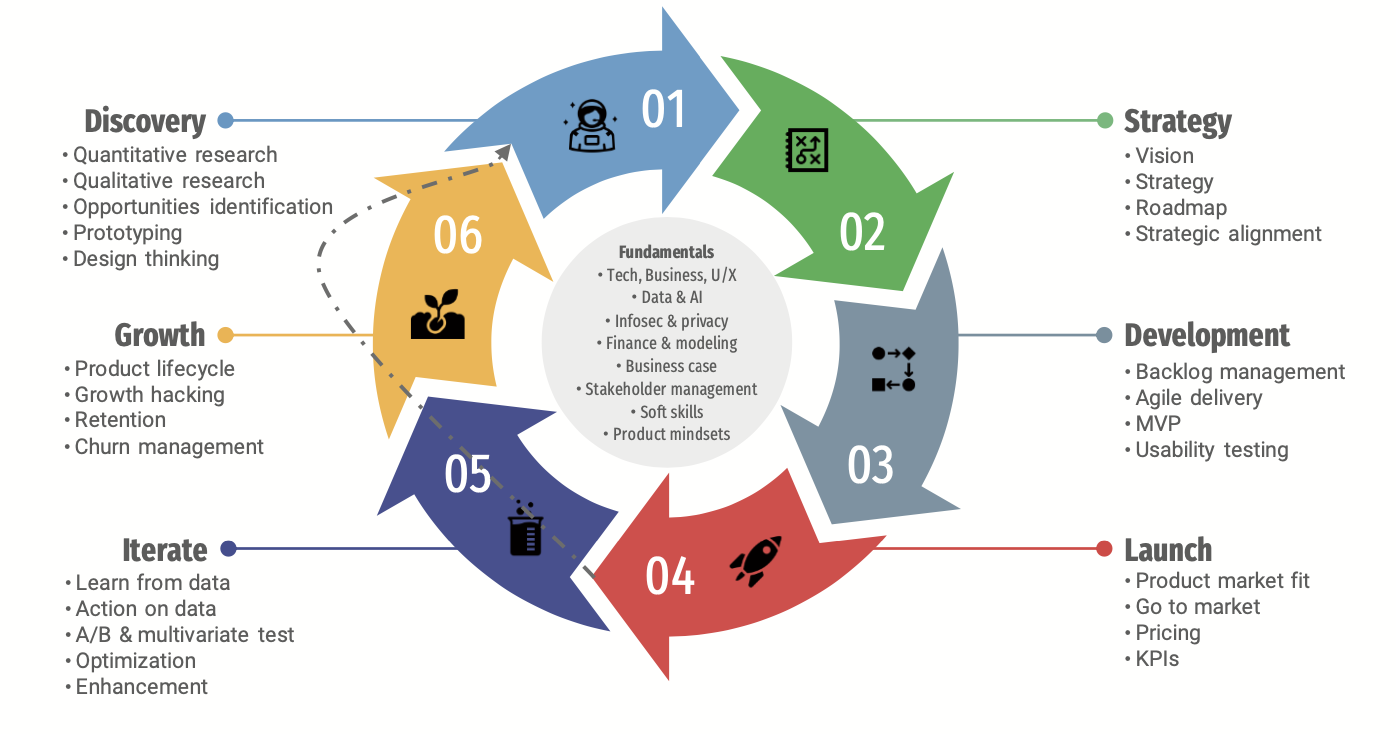 01
02
03
04
05
06
Discovery
• Quantitative research
• Qualitative research
• Opportunities identification
• Prototyping
• Design thinking
Growth
• Product lifecycle
• Growth hacking
• Retention
• Churn management
Iterate
• Learn from data
• Action on data
• A/B & multivariate test
• Optimization
• Enhancement
Fundamentals
• Tech, Business, U/X
• Data & AI
• Infosec & privacy
• Finance & modeling
• Business case
• Stakeholder management
• Soft skills
• Product mindsets
Strategy
• Vision
• Strategy
• Roadmap
• Strategic alignment
Development
• Backlog management
• Agile delivery
• MVP
• Usability testing
Launch
• Product market fit
• Go to market
• Pricing
• KPIs